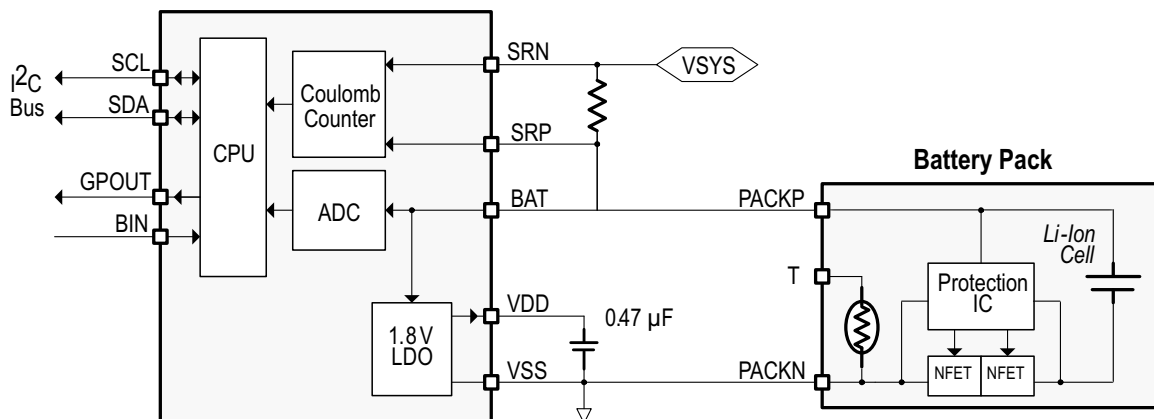 I2C
Bus
SCL
SDA
GPOUT
BIN
CPU
Coulomb
Counter
ADC
1.8 V
LDO
SRN
SRP
BAT
VDD
VSS
VSYS
0.47 µF
PACKP
T
PACKN
Battery Pack
Li-Ion
Cell
Protection
IC
NFET NFET